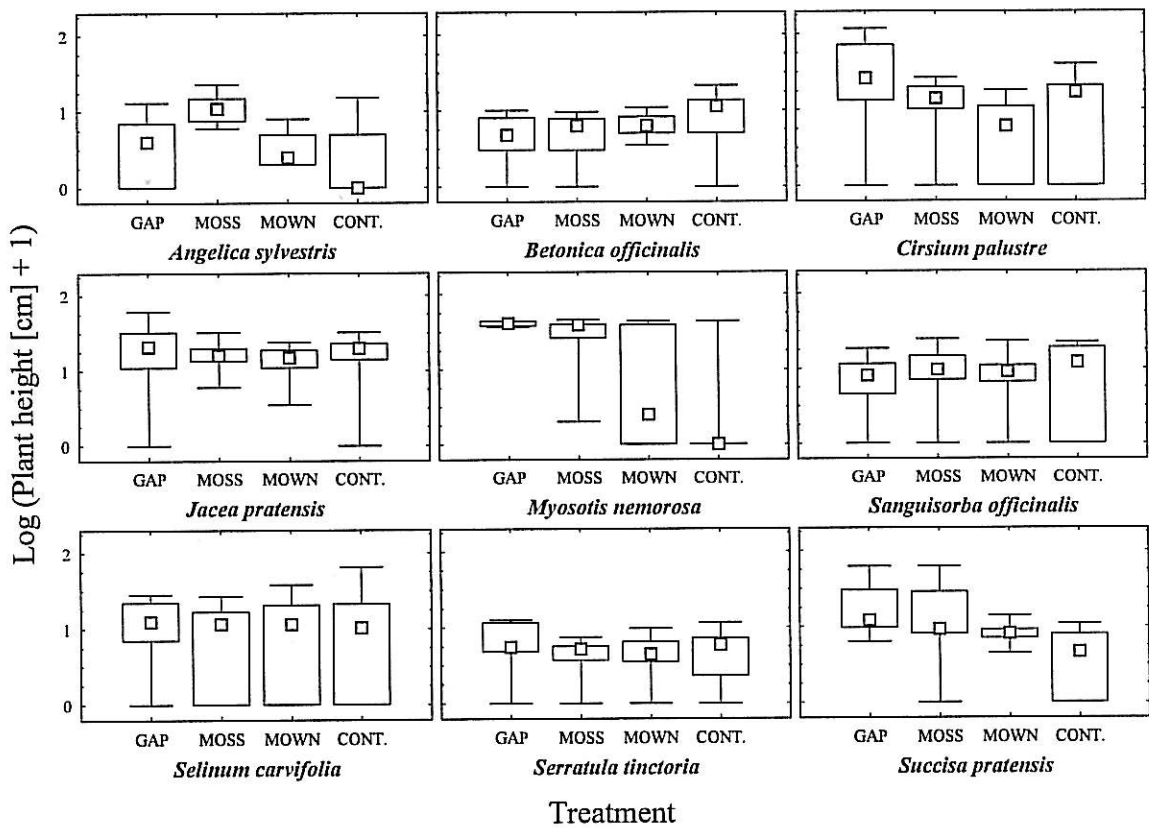 Log (Plant height [cm] + 1)
2
1
0
GAP MOSS MOWN CONT.
Angelica sylvestris
GAP MOSS MOWN CONT.
Betonica officinalis
GAP MOSS MOWN CONT.
Cirsium palustre
2
1
0
GAP MOSS MOWN CONT.
Jacea pratensis
GAP MOSS MOWN CONT.
Myosotis nemorosa
GAP MOSS MOWN CONT.
Sanguisorba officinalis
2
1
0
GAP MOSS MOWN CONT.
Selinum carvifolia
GAP MOSS MOWN CONT.
Serratula tinctoria
GAP MOSS MOWN CONT.
Succisa pratensis
Treatment